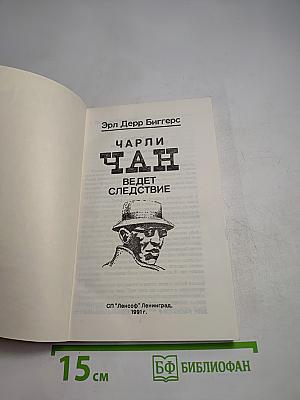 Эрл Дерр Биггерс
ЧАРЛИ
ЧАН
ВЕДЕТ
СЛЕДСТВИЕ
СП "Ленсоф" Ленинград,
1991 г.
15 см
БФ БИБЛИОФАН